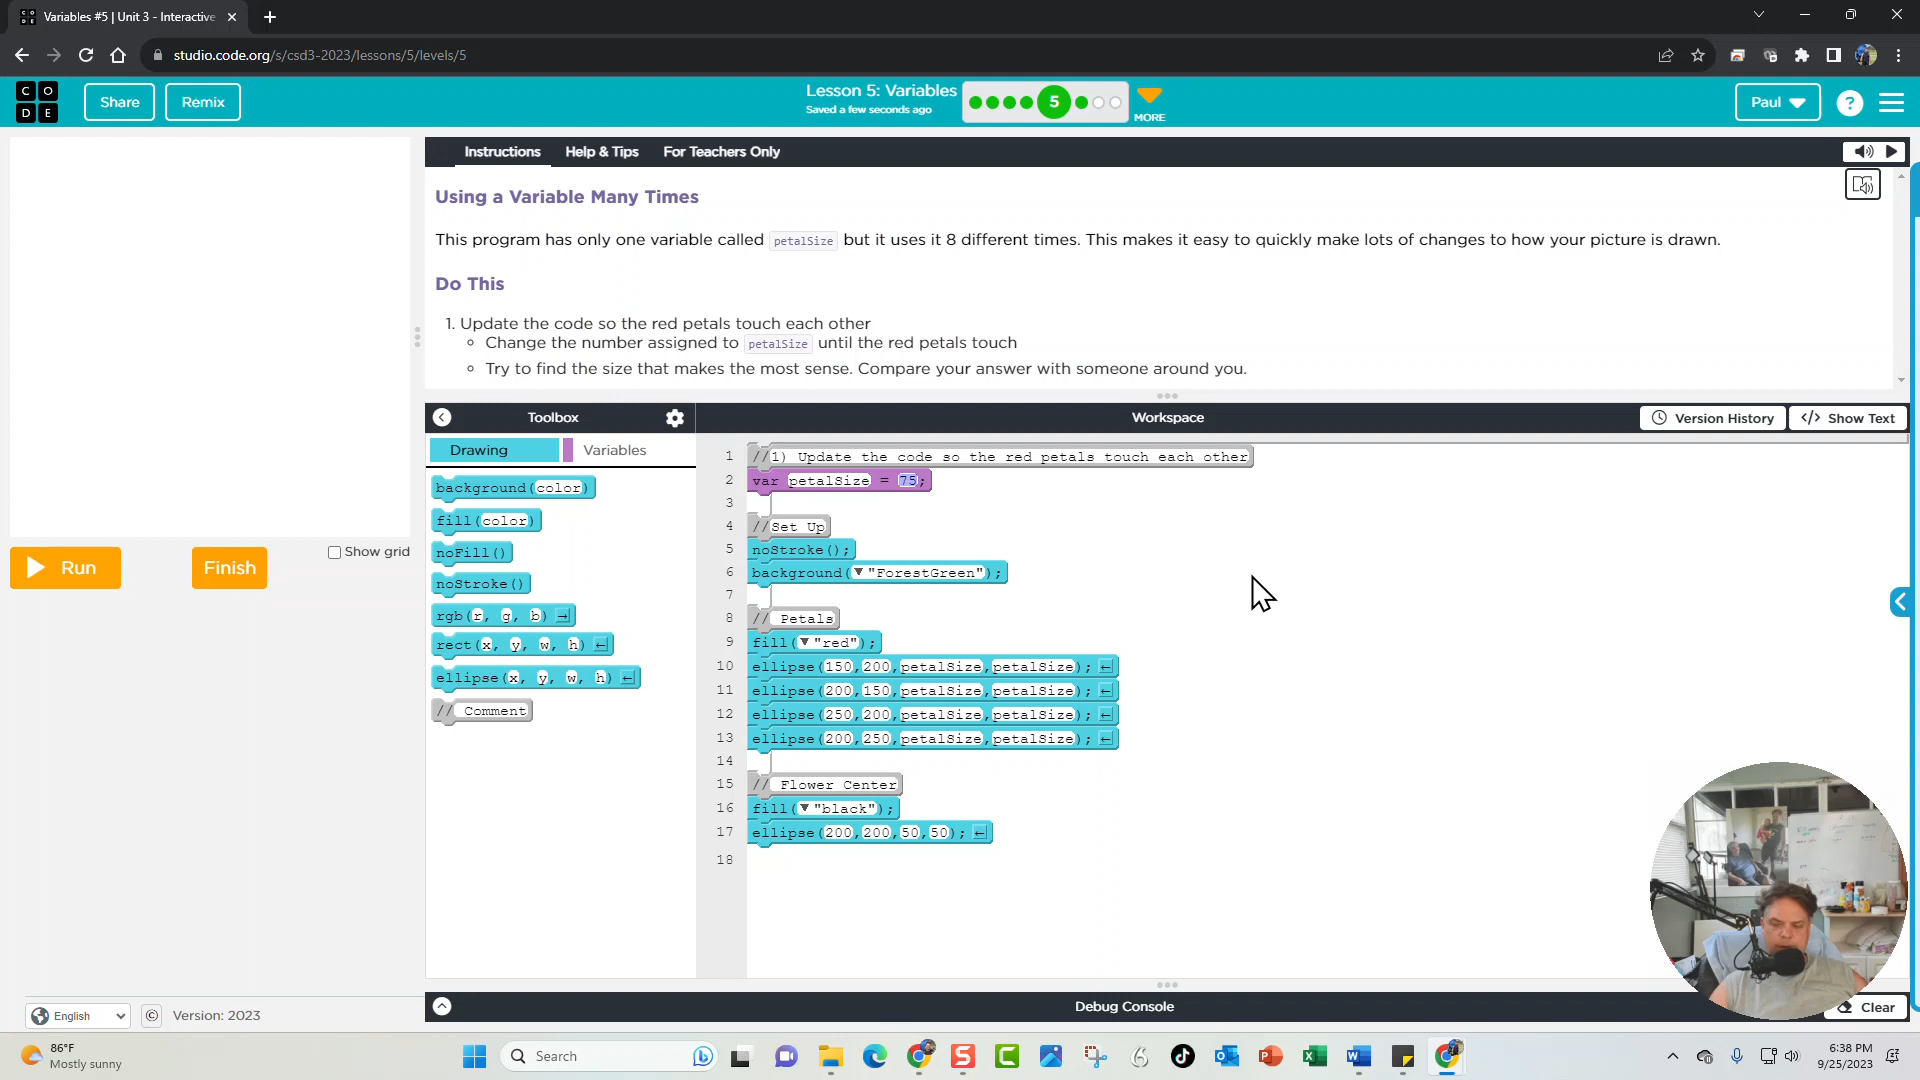 Variables #5 | Unit 3 - Interactive
studio.code.org/s/csd3-2023/lessons/5/levels/5
C O
D E
Share
Remix
Lesson 5: Variables
Saved a few seconds ago
5
MORE
Paul
?
Instructions
Help & Tips
For Teachers Only
Using a Variable Many Times
This program has only one variable called petalSize but it uses it 8 different times. This makes it easy to quickly make lots of changes to how your picture is drawn.
Do This
1. Update the code so the red petals touch each other
Change the number assigned to petalSize until the red petals touch
Try to find the size that makes the most sense. Compare your answer with someone around you.
Run
Finish
Show grid
Toolbox
Workspace
Version History
</> Show Text
Drawing
Variables
background(color)
fill(color)
noFill()
noStroke()
rgb(r, g, b)
rect(x, y, w, h)
ellipse(x, y, w, h)
// Comment
1 //1) Update the code so the red petals touch each other
2 var petalSize = 75;
3
4 //Set Up
5 noStroke();
6 background("ForestGreen");
7
8 // Petals
9 fill("red");
10 ellipse(150,200,petalSize,petalSize);
11 ellipse(200,150,petalSize,petalSize);
12 ellipse(250,200,petalSize,petalSize);
13 ellipse(200,250,petalSize,petalSize);
14
15 // Flower Center
16 fill("black");
17 ellipse(200,200,50,50);
18
Debug Console
Clear
English
© Version: 2023
86°F
Mostly sunny
Search
6:38 PM
9/25/2023